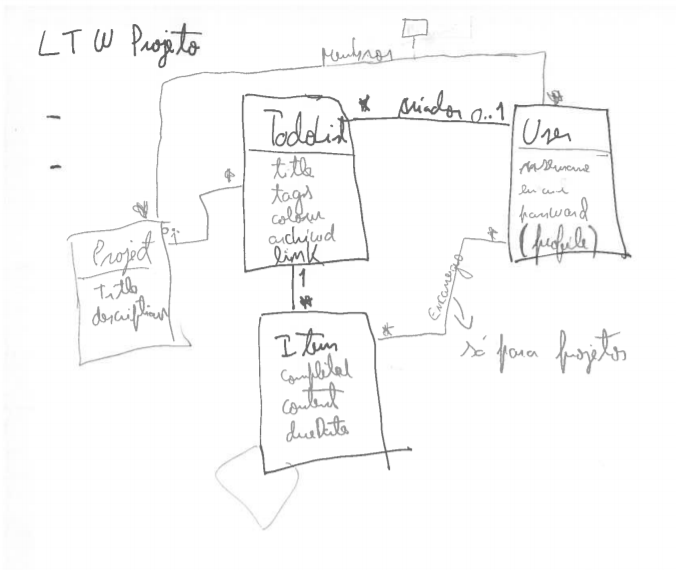 LTW Projeto
-
-
membros
*
*
TodoList
title
tags
colour
archived
link
*
criador
0..1
User
username
email
password
(profile)
*
0..1
Project
Title
description
1
*
Item
completed
content
dueDate
*
*
Encarregue
só para projetos